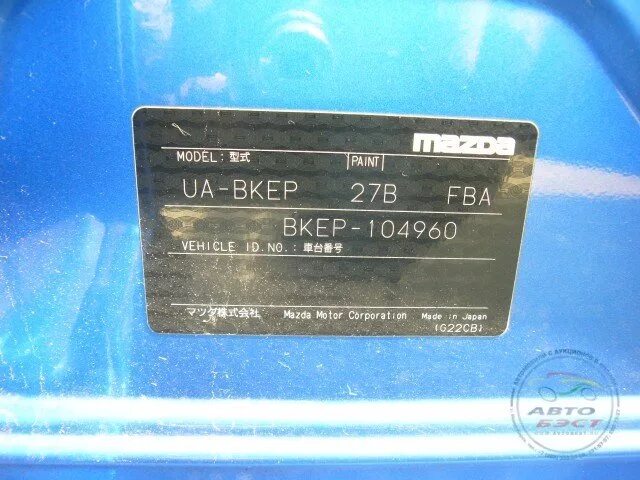 mazda
MODEL: 型式 PAINT
UA-BKEP 27B FBA
BKEP-104960
VEHICLE ID.NO.: 車台番号
マツダ株式会社 Mazda Motor Corporation Made in Japan
(G22CB)
АВТО
БЭСТ